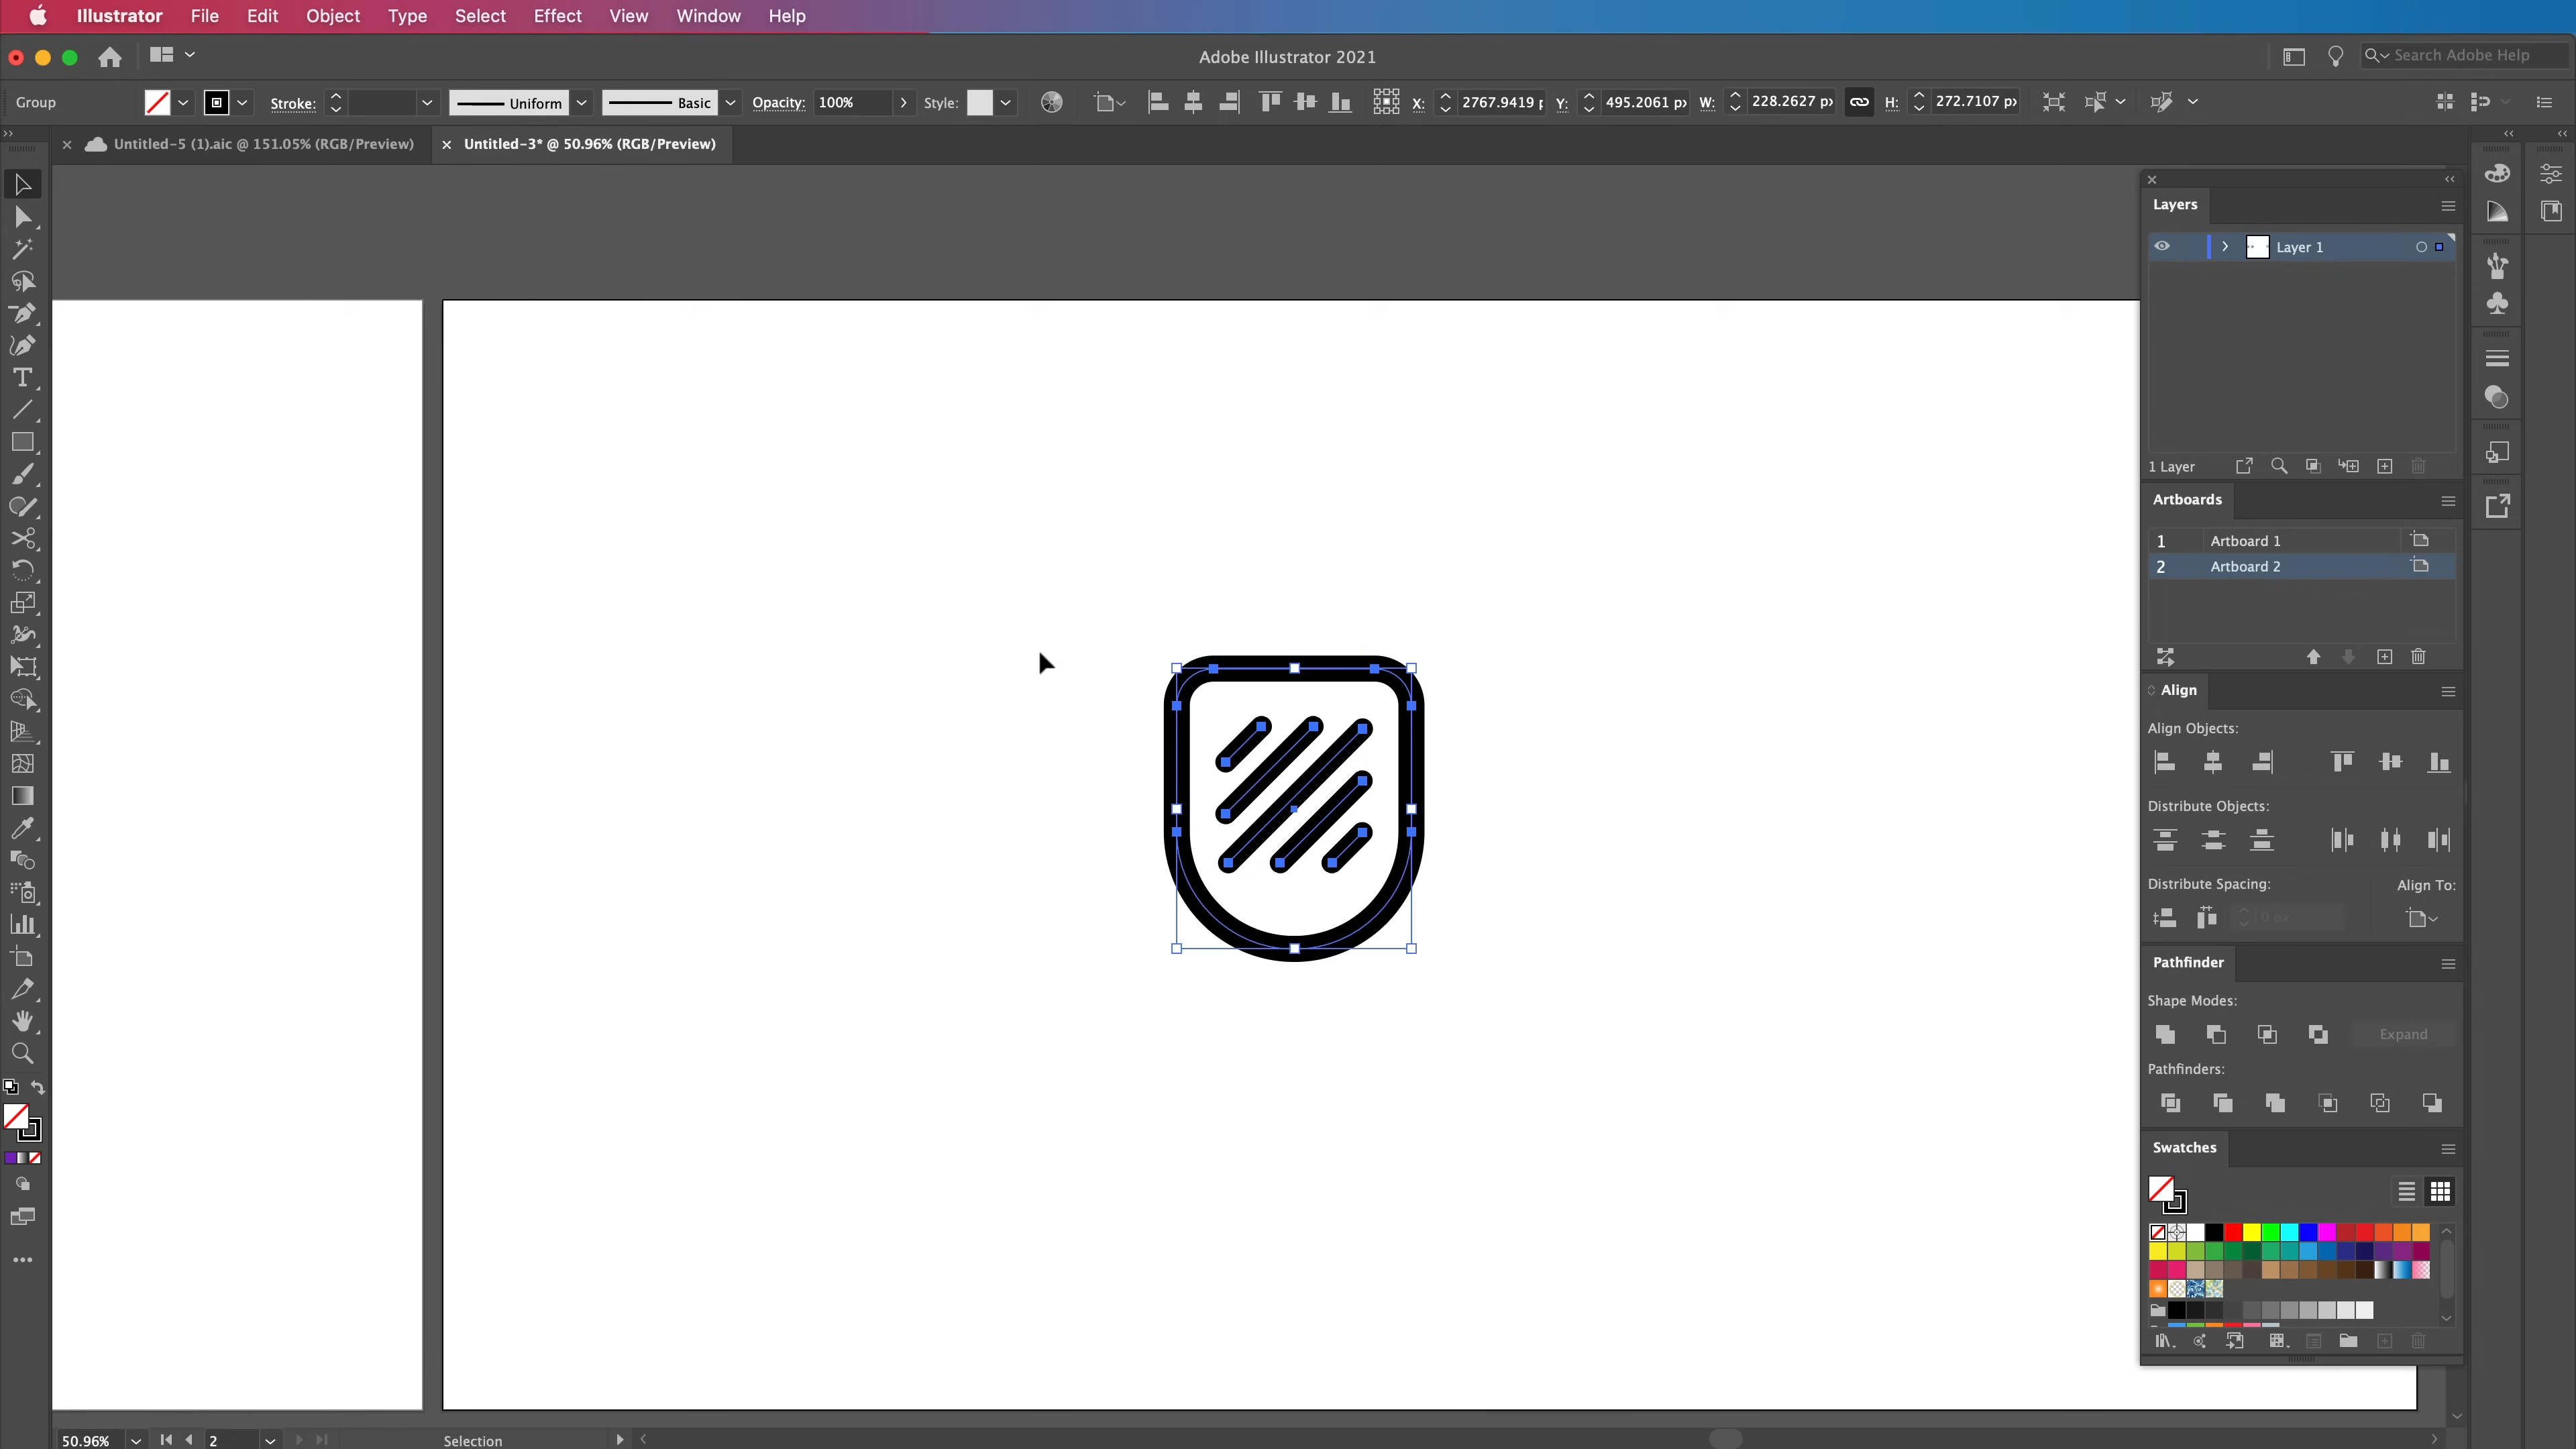 Illustrator File Edit Object Type Select Effect View Window Help
Adobe Illustrator 2021
Search Adobe Help
Group Stroke: Uniform Basic Opacity: 100% Style: X: 2767.9419 p Y: 495.2061 px W: 228.2627 px H: 272.7107 px
Untitled-5 (1).aic @ 151.05% (RGB/Preview) Untitled-3* @ 50.96% (RGB/Preview)
Layers
Layer 1
1 Layer
Artboards
1 Artboard 1
2 Artboard 2
Align
Align Objects:
Distribute Objects:
Distribute Spacing: Align To:
0 px
Pathfinder
Shape Modes:
Expand
Pathfinders:
Swatches
50.96% 2 Selection